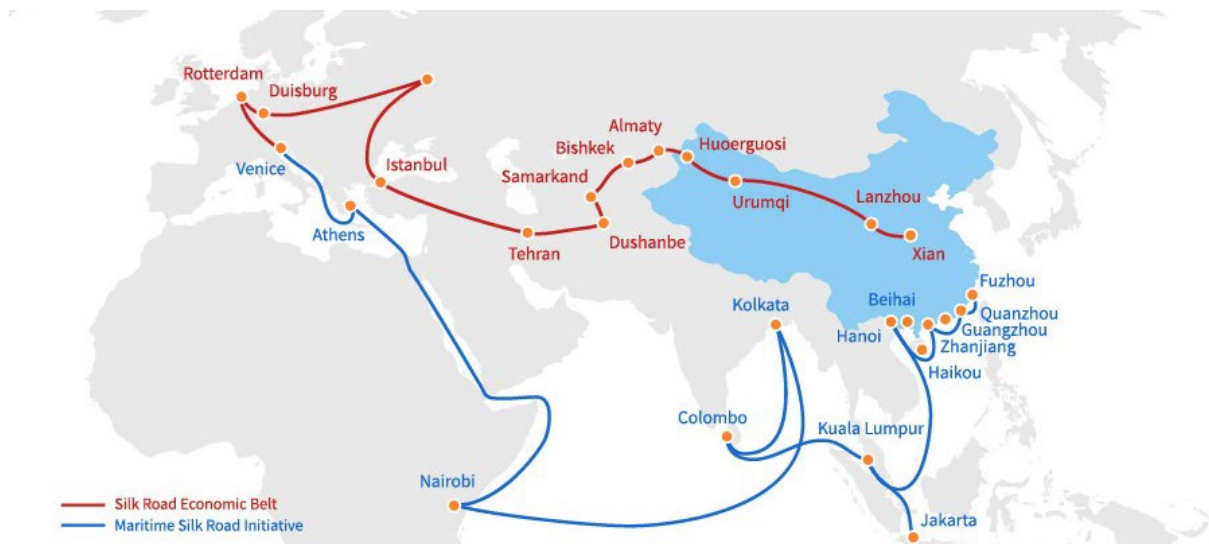 Rotterdam
Duisburg
Almaty
Bishkek
Huoerguosi
Venice
Istanbul
Samarkand
Urumqi
Lanzhou
Athens
Tehran
Dushanbe
Xian
Fuzhou
Kolkata
Beihai
Quanzhou
Hanoi
Guangzhou
Zhanjiang
Haikou
Colombo
Kuala Lumpur
Nairobi
Silk Road Economic Belt
Maritime Silk Road Initiative
Jakarta